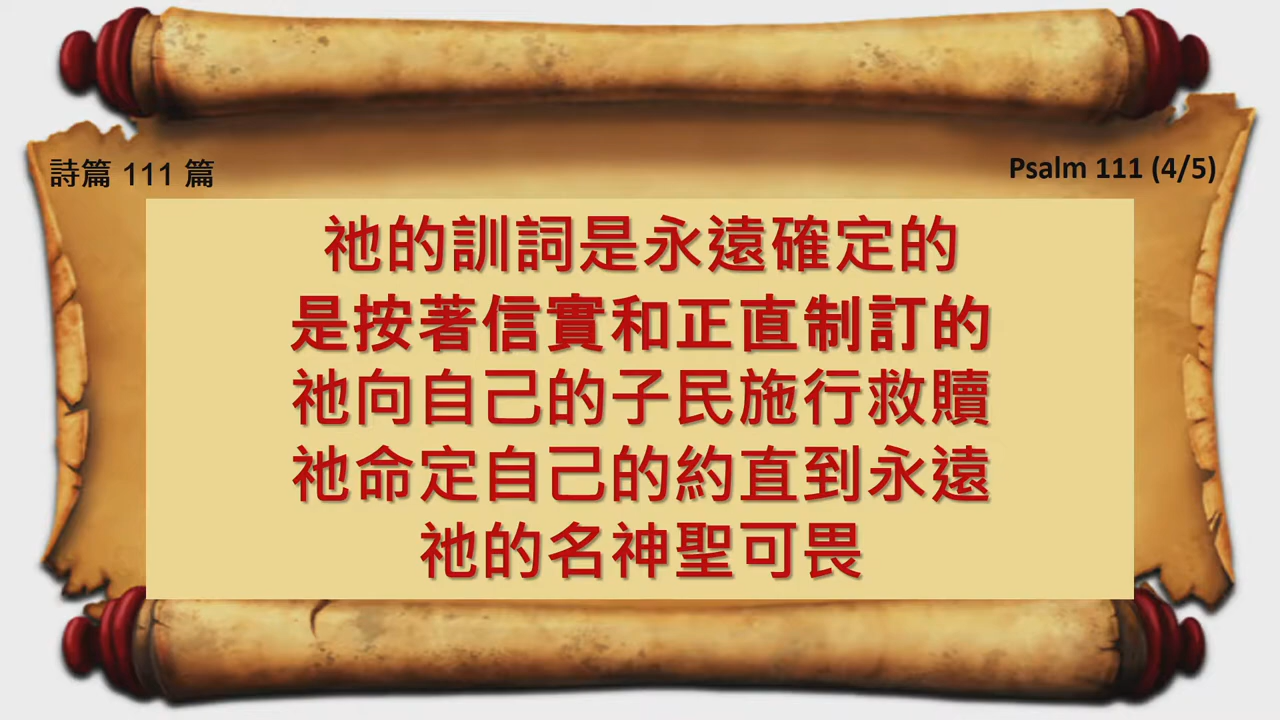 詩篇 111 篇
Psalm 111 (4/5)
祂的訓詞是永遠確定的
是按著信實和正直制訂的
祂向自己的子民施行救贖
祂命定自己的約直到永遠
祂的名神聖可畏